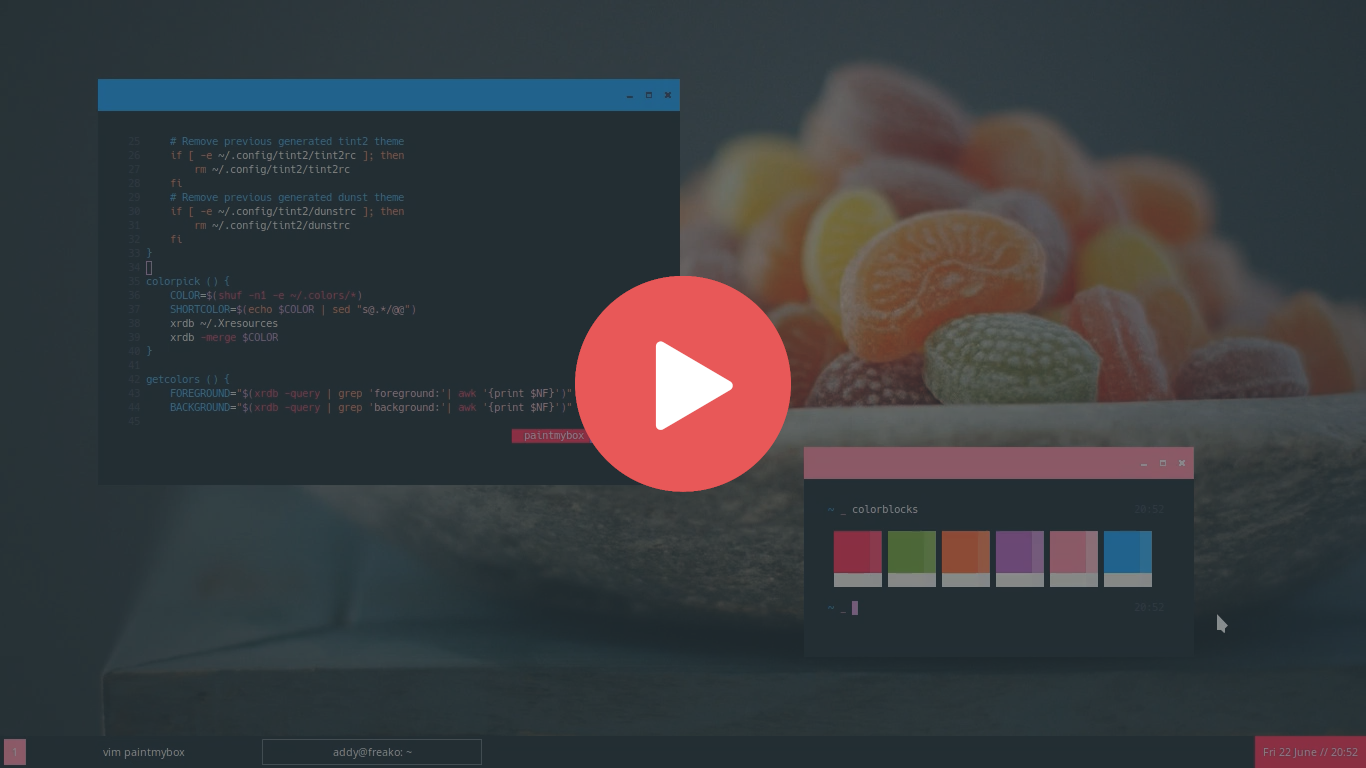 25 # Remove previous generated tint2 theme
26 if [ -e ~/.config/tint2/tint2rc ]; then
27 rm ~/.config/tint2/tint2rc
28 fi
29 # Remove previous generated dunst theme
30 if [ -e ~/.config/tint2/dunstrc ]; then
31 rm ~/.config/tint2/dunstrc
32 fi
33 }
34
35 colorpick () {
36 COLOR=$(shuf -n1 -e ~/.colors/*)
37 SHORTCOLOR=$(echo $COLOR | sed "s@.*/@@")
38 xrdb ~/.Xresources
39 xrdb -merge $COLOR
40 }
41
42 getcolors () {
43 FOREGROUND="$(xrdb -query | grep 'foreground:'| awk '{print $NF}')"
44 BACKGROUND="$(xrdb -query | grep 'background:'| awk '{print $NF}')"
45
paintmybox
~ _ colorblocks 20:52
~ _ 20:52
1 vim paintmybox addy@freako: ~ Fri 22 June // 20:52